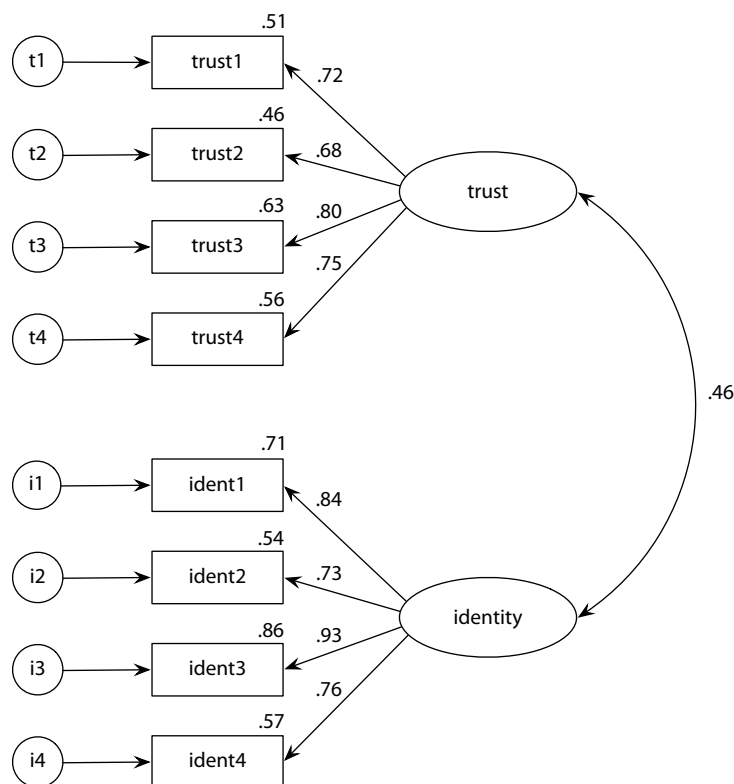 .51
t1 trust1
.72
.46
t2 trust2 .68
trust
.63
.80
t3 trust3
.75
.56
t4 trust4
.46
.71
i1 ident1
.84
.54
i2 ident2 .73
identity
.86
.93
i3 ident3
.76
.57
i4 ident4